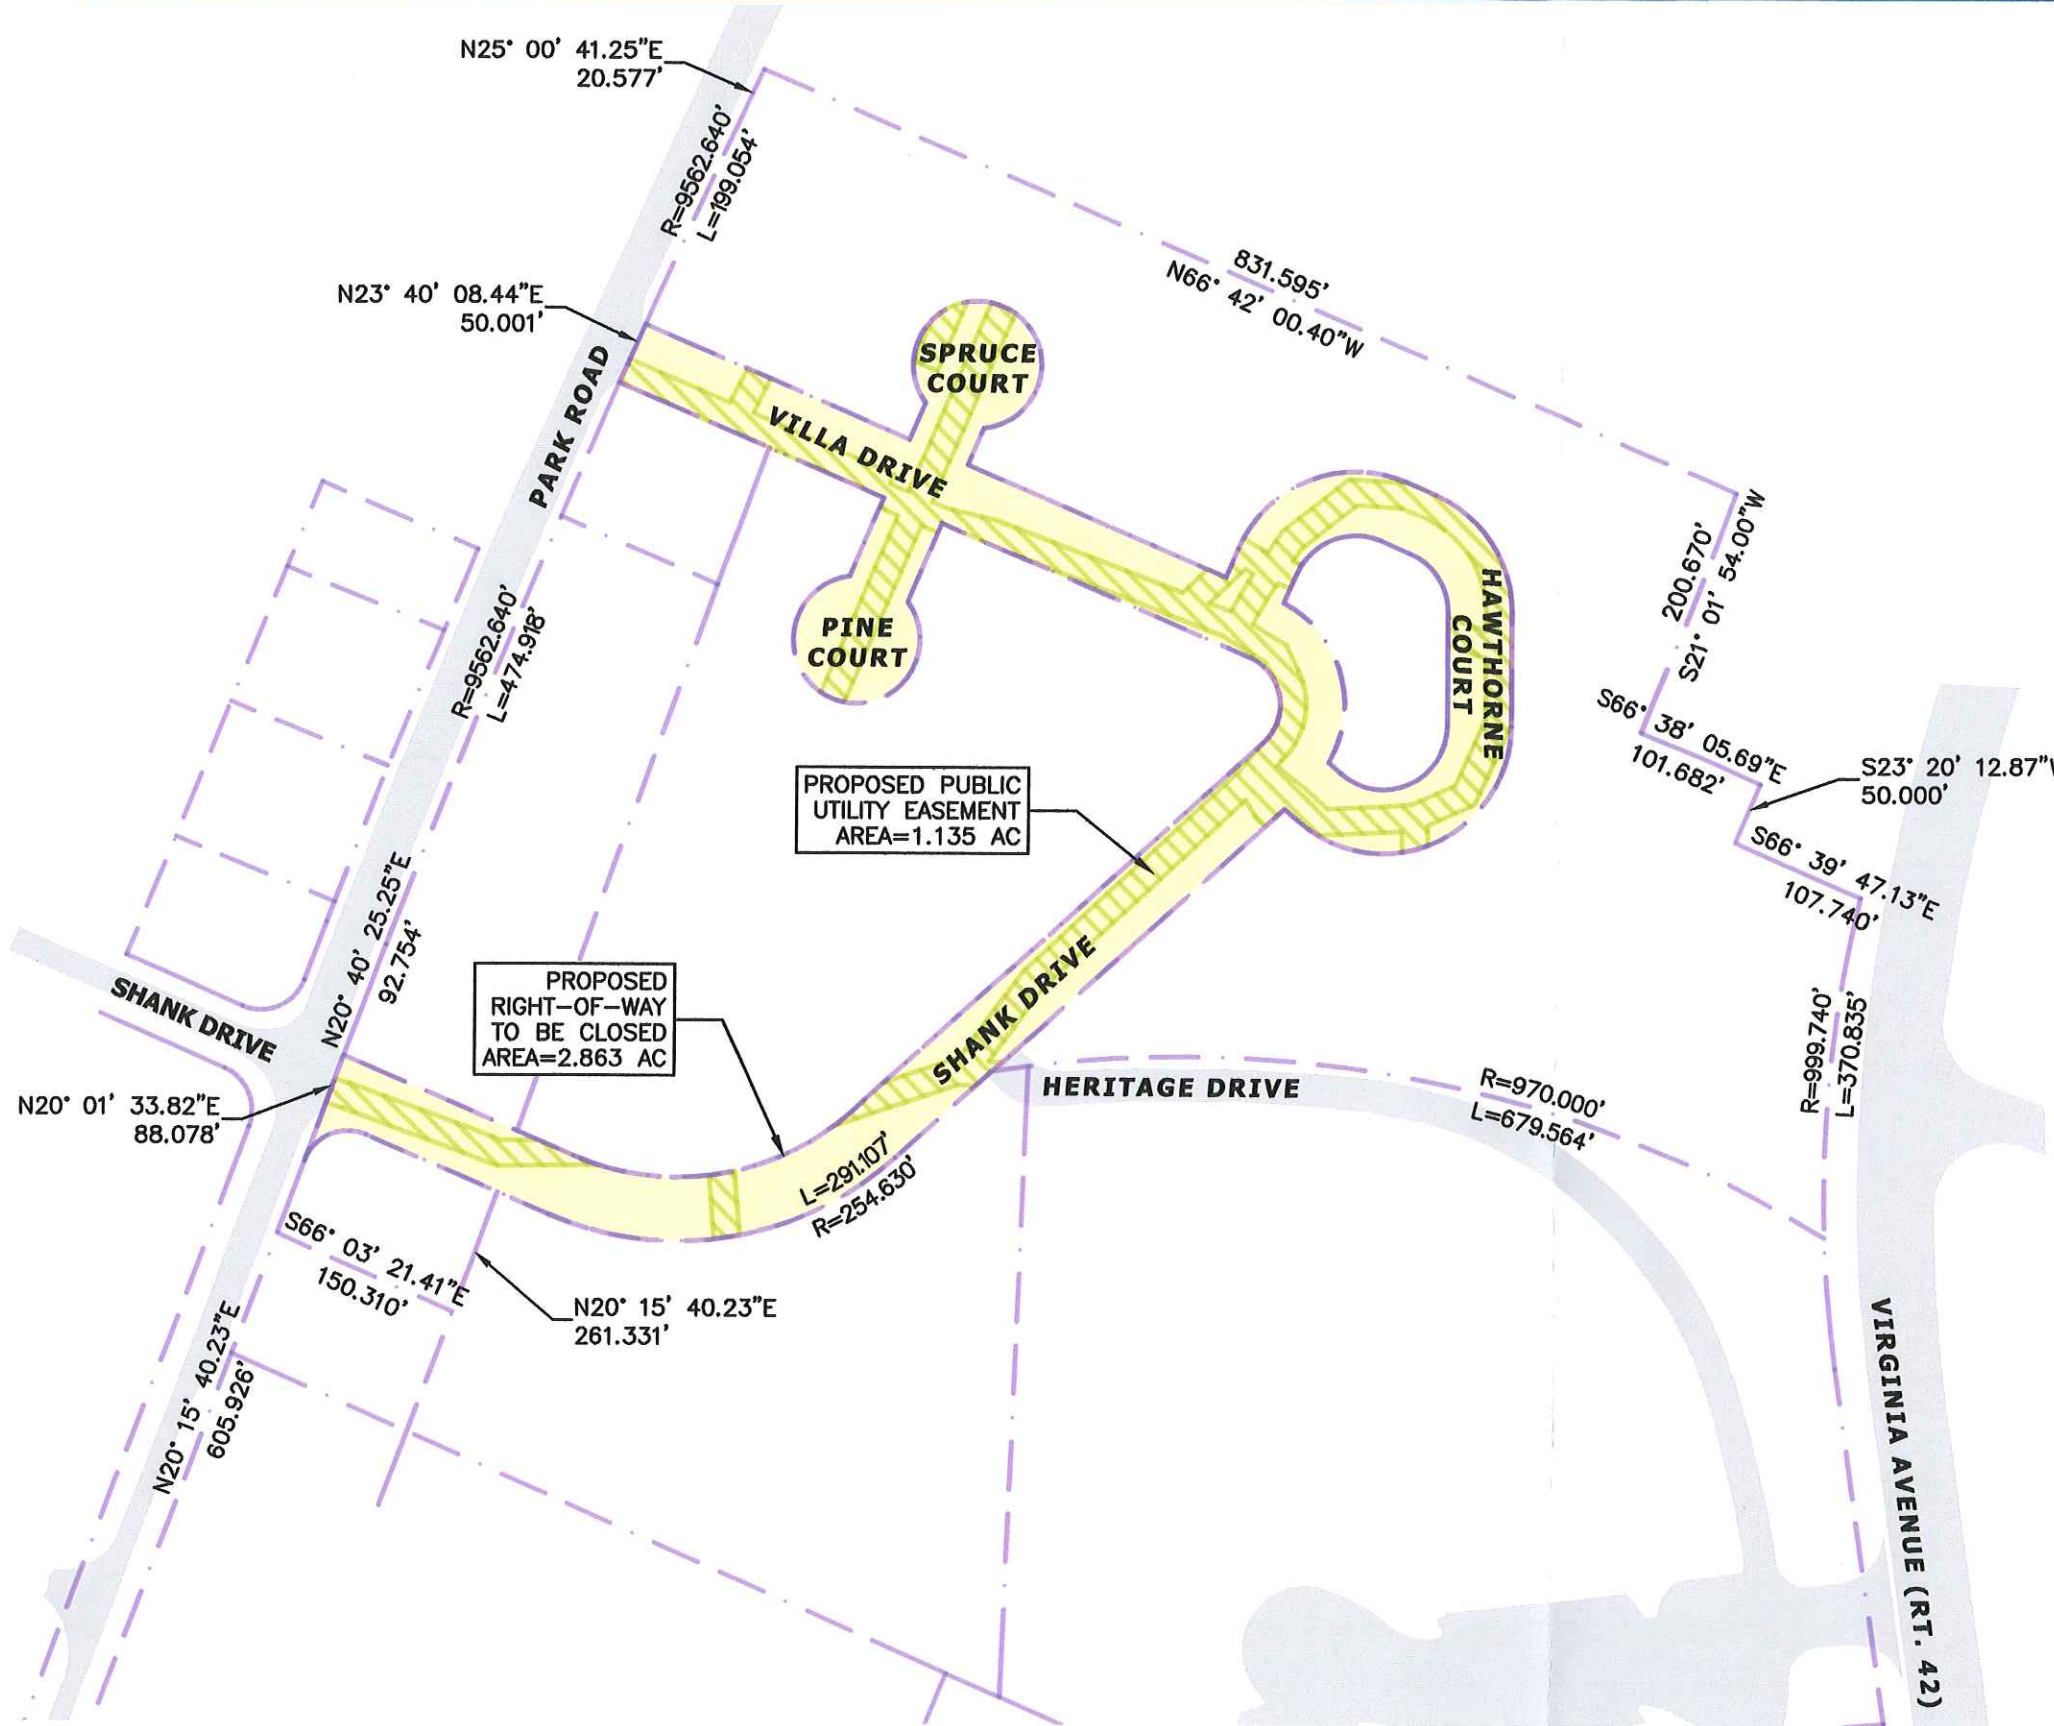 N25° 00' 41.25"E
20.577'
R=9562.640'
L=199.054'
831.595'
N66° 42' 00.40"W
N23° 40' 08.44"E
50.001'
PARK ROAD
SPRUCE
COURT
VILLA DRIVE
PINE
COURT
HAWTHORNE
COURT
200.670'
S21° 01' 54.00"W
S66° 38' 05.69"E
101.682'
S23° 20' 12.87"
50.000'
S66° 39' 47.13"E
107.740'
R=9562.640'
L=474.918'
PROPOSED PUBLIC
UTILITY EASEMENT
AREA=1.135 AC
N20° 40' 25.25"E
92.754'
SHANK DRIVE
PROPOSED
RIGHT-OF-WAY
TO BE CLOSED
AREA=2.863 AC
SHANK DRIVE
HERITAGE DRIVE
R=970.000'
L=679.564'
R=999.740'
L=370.835'
N20° 01' 33.82"E
88.078'
L=291.107'
R=254.630'
S66° 03' 21.41"E
150.310'
N20° 15' 40.23"E
261.331'
N20° 15' 40.23"E
605.926'
VIRGINIA AVENUE (RT. 42)